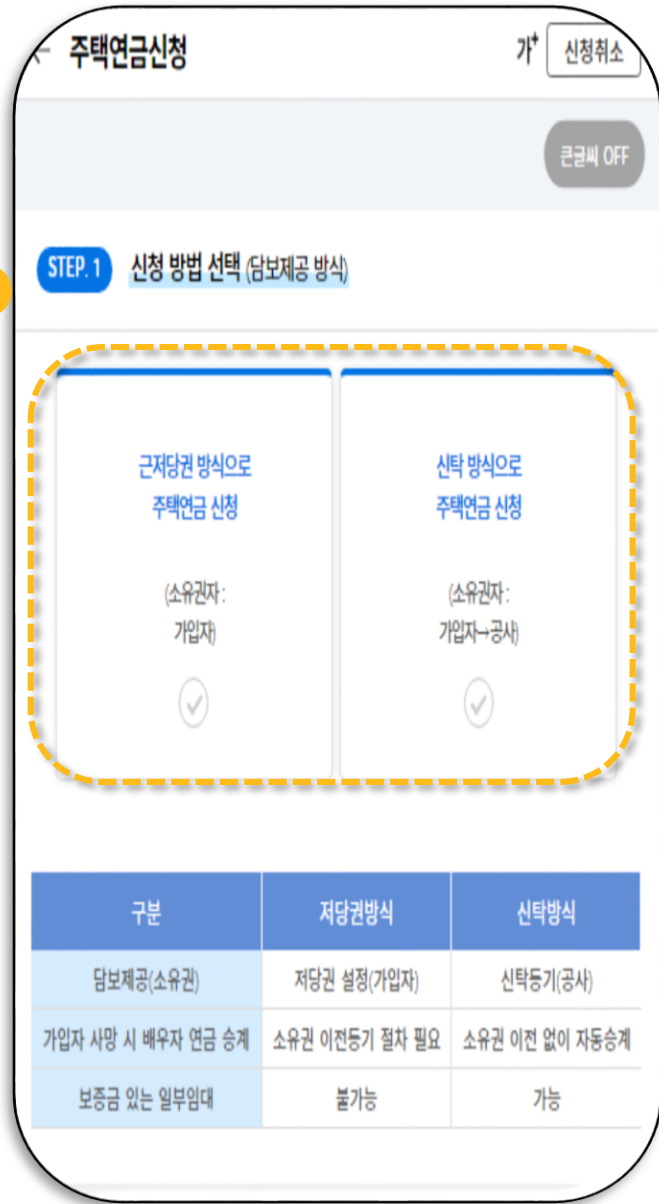 ← 주택연금신청 가+ 신청취소
큰글씨 OFF
STEP. 1 신청 방법 선택 (담보제공 방식)
근저당권 방식으로
주택연금 신청
(소유권자 :
가입자)
신탁 방식으로
주택연금 신청
(소유권자 :
가입자→공사)
구분 저당권방식 신탁방식
담보제공(소유권) 저당권 설정(가입자) 신탁등기(공사)
가입자 사망 시 배우자 연금 승계 소유권 이전등기 절차 필요 소유권 이전 없이 자동승계
보증금 있는 일부임대 불가능 가능